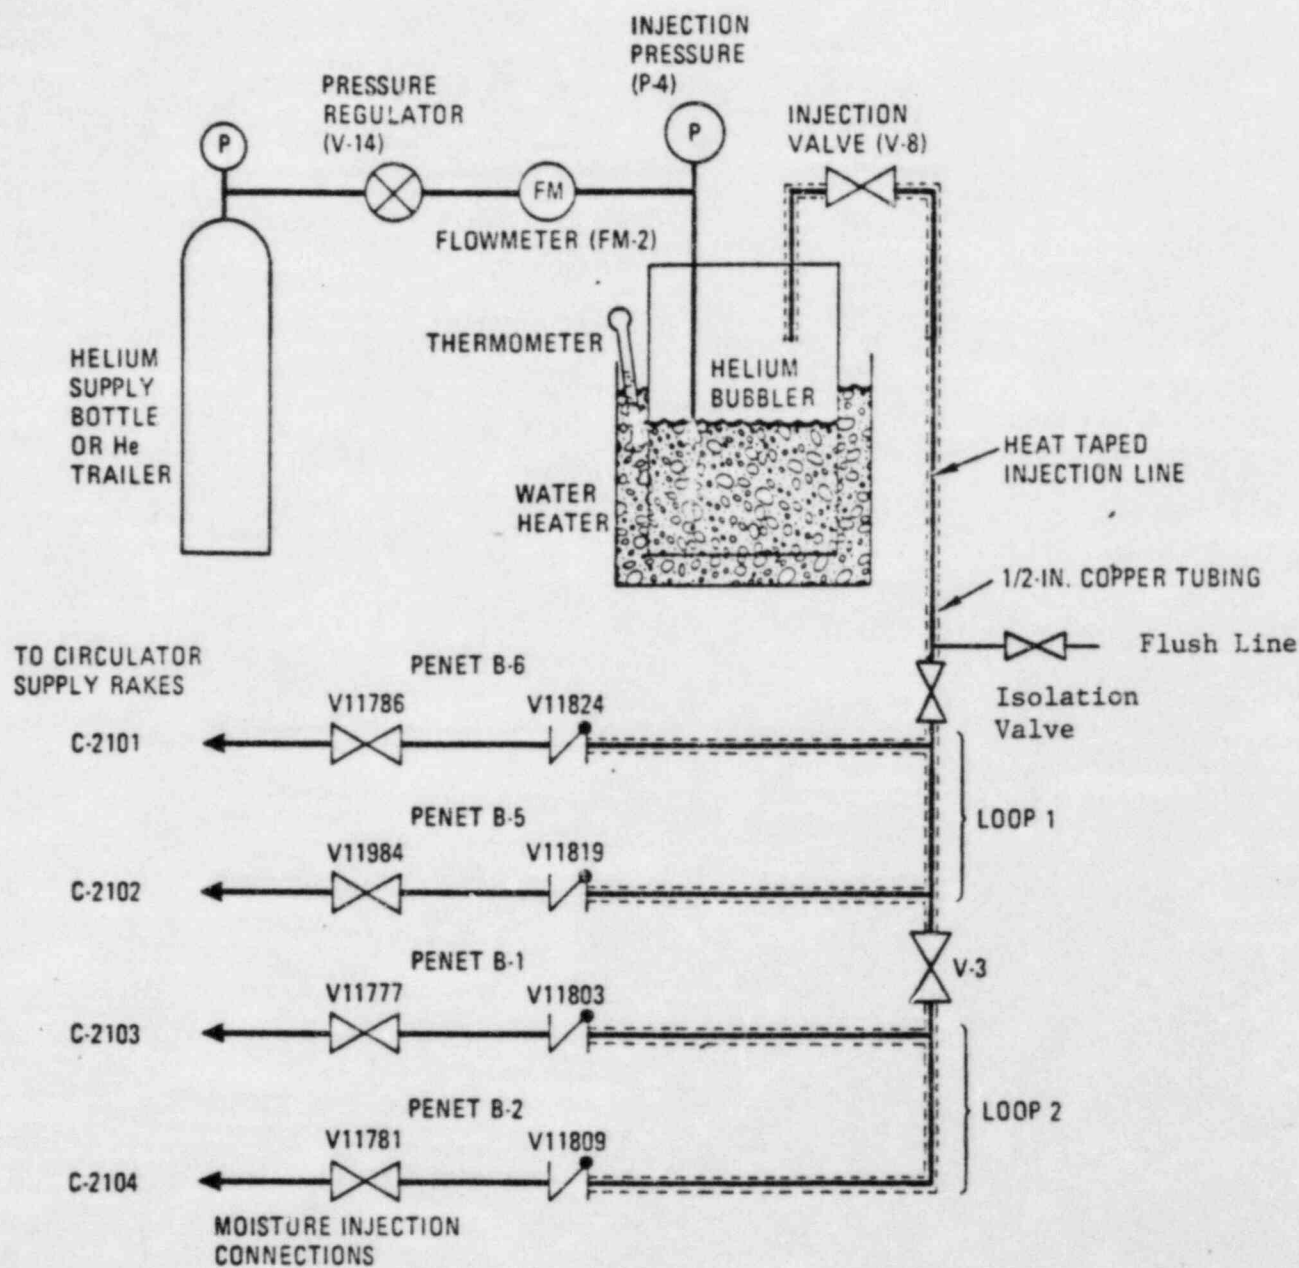 INJECTION
PRESSURE
(P-4)
PRESSURE
REGULATOR
(V-14)
INJECTION
VALVE (V-8)
P
P
FM
FLOWMETER (FM-2)
THERMOMETER
HELIUM
SUPPLY
BOTTLE
OR He
TRAILER
HELIUM
BUBBLER
WATER
HEATER
HEAT TAPED
INJECTION LINE
1/2-IN. COPPER TUBING
Flush Line
Isolation
Valve
TO CIRCULATOR
SUPPLY RAKES
PENET B-6
V11786
V11824
C-2101
PENET B-5
V11984
V11819
C-2102
LOOP 1
V-3
PENET B-1
V11777
V11803
C-2103
PENET B-2
V11781
V11809
C-2104
LOOP 2
MOISTURE INJECTION
CONNECTIONS